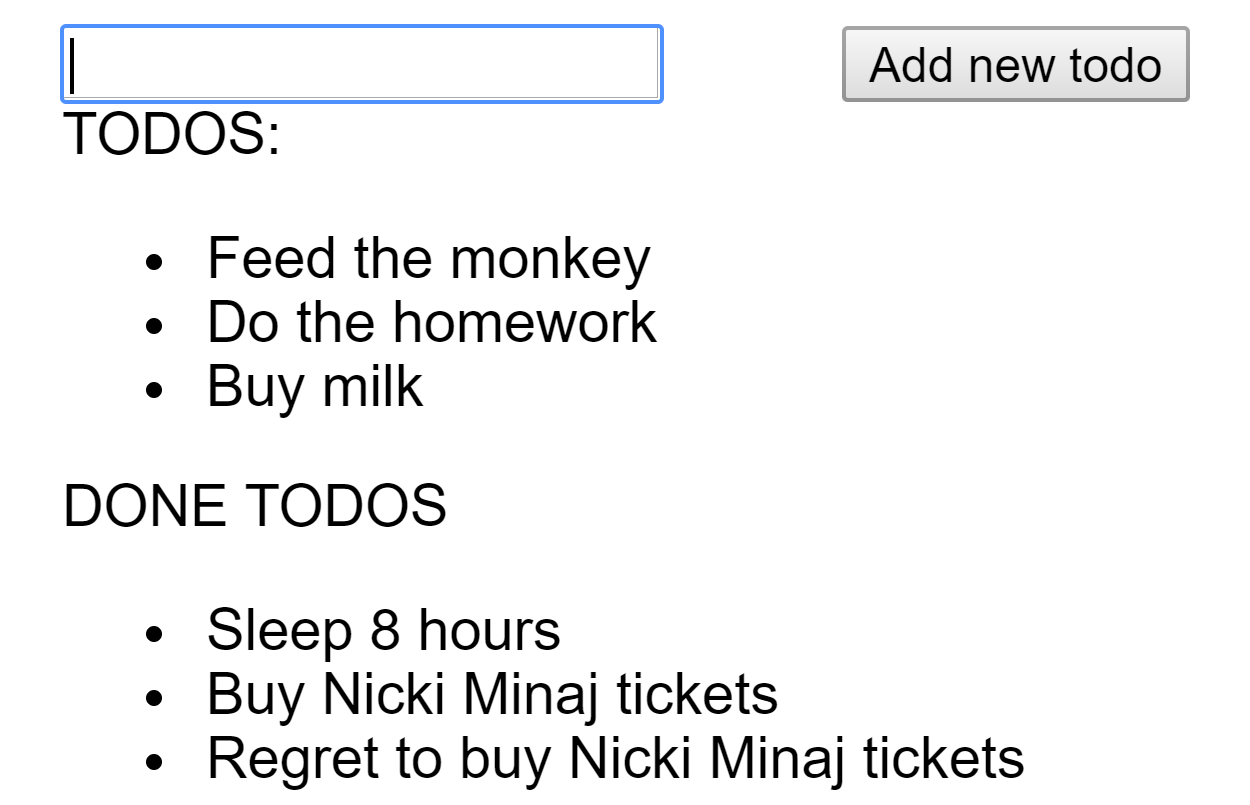 Add new todo
TODOS:
Feed the monkey
Do the homework
Buy milk
DONE TODOS
Sleep 8 hours
Buy Nicki Minaj tickets
Regret to buy Nicki Minaj tickets